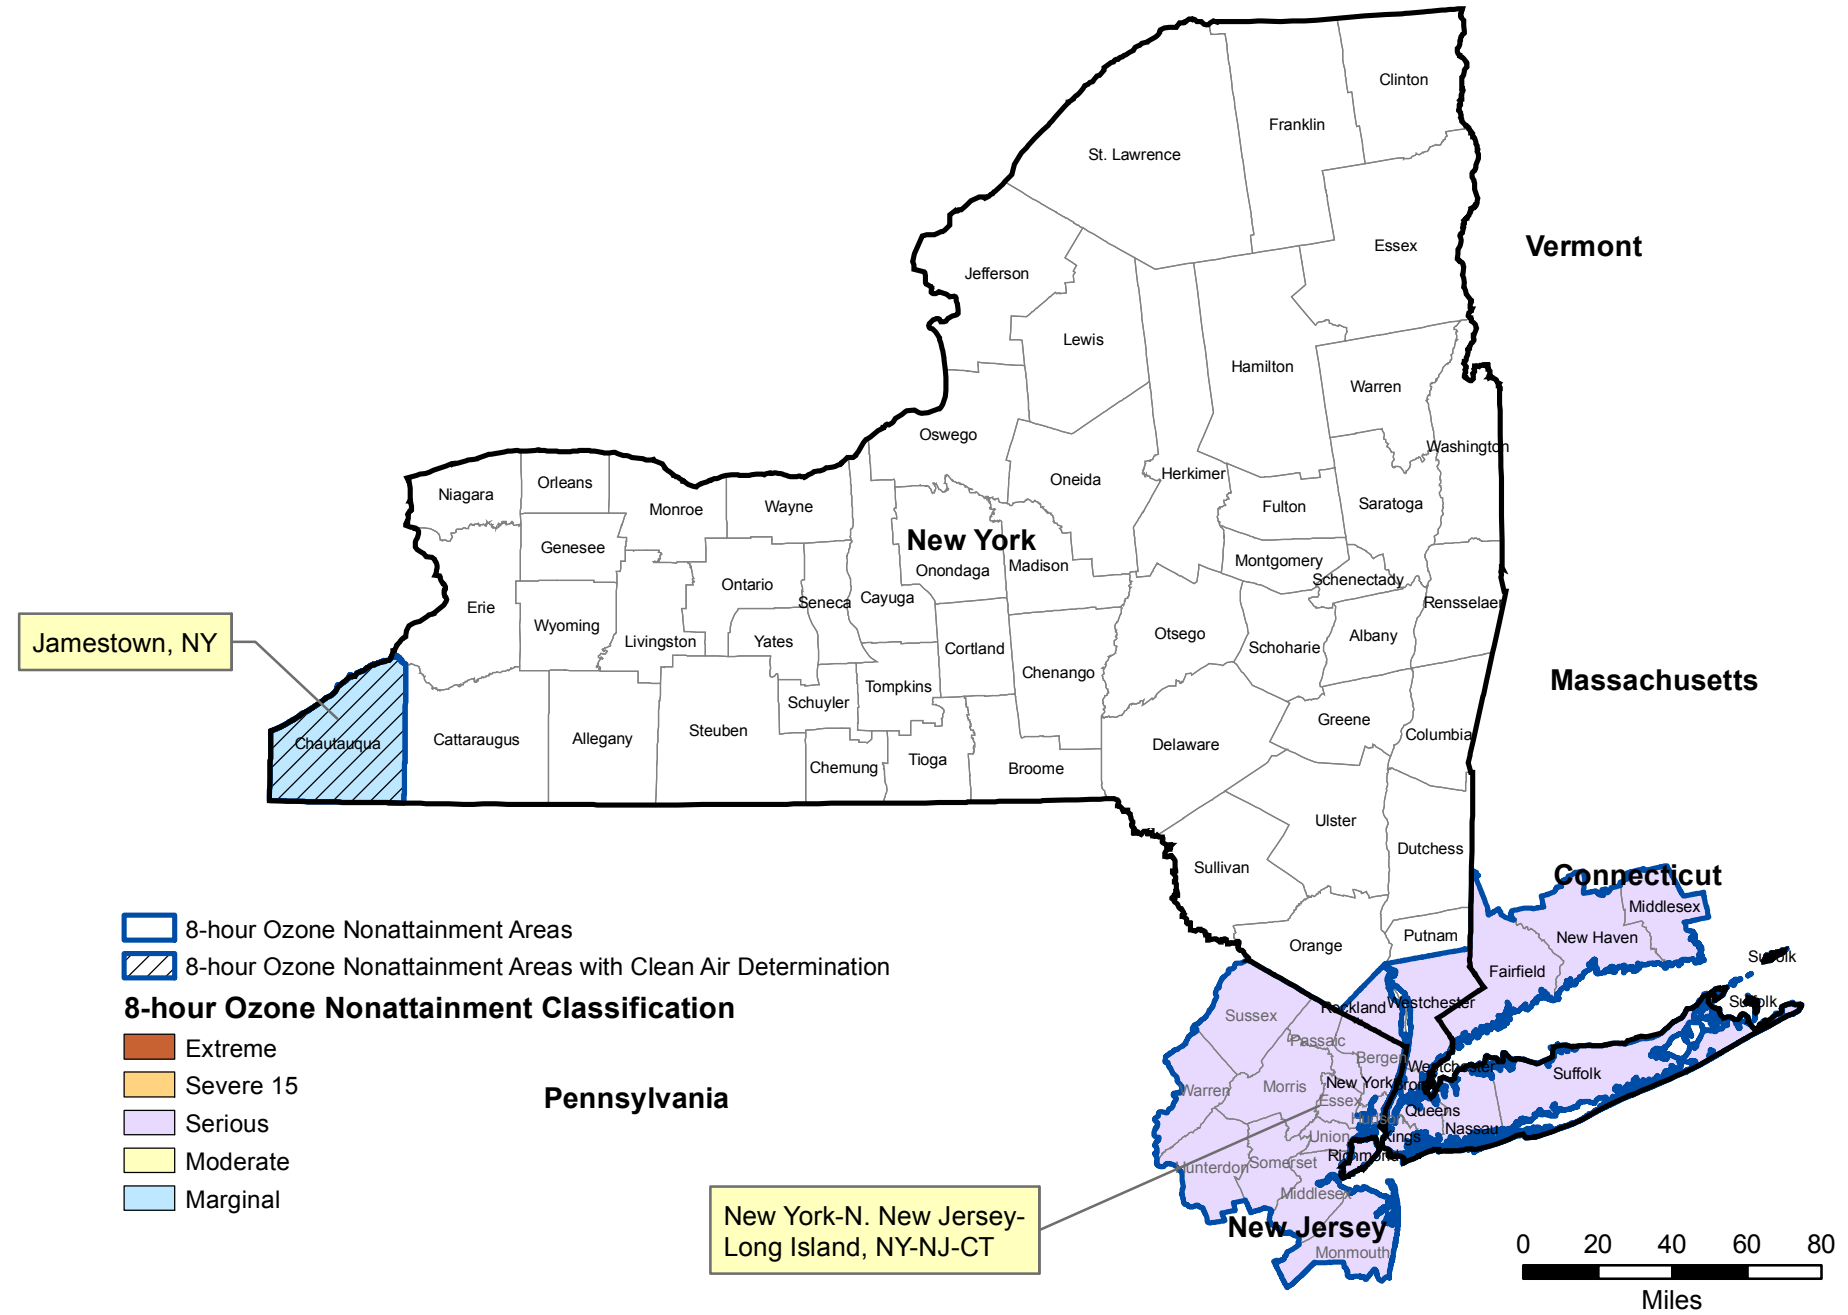 Clinton
Franklin
St. Lawrence
Essex
Vermont
Jefferson
Lewis
Hamilton
Warren
Oswego
Washington
Oneida
Herkimer
Niagara
Orleans
Monroe
Wayne
Fulton
Saratoga
New York
Genesee
Onondaga
Madison
Montgomery
Schenectady
Ontario
Seneca
Cayuga
Rensselaer
Erie
Wyoming
Livingston
Yates
Cortland
Otsego
Schoharie
Albany
Jamestown, NY
Chenango
Tompkins
Massachusetts
Schuyler
Greene
Columbia
Chautauqua
Cattaraugus
Allegany
Steuben
Chemung
Tioga
Broome
Delaware
Ulster
Dutchess
Sullivan
Connecticut
Middlesex
Orange
Putnam
New Haven
Fairfield
Suffolk
Suffolk
Rockland
Westchester
Sussex
Passaic
Bergen
Westchester
Suffolk
Warren
Morris
New York
Bronx
Essex
Hudson
Queens
Nassau
Union
Kings
Richmond
Hunterdon
Somerset
Middlesex
New Jersey
Monmouth
Pennsylvania
8-hour Ozone Nonattainment Areas
8-hour Ozone Nonattainment Areas with Clean Air Determination
8-hour Ozone Nonattainment Classification
Extreme
Severe 15
Serious
Moderate
Marginal
New York-N. New Jersey-
Long Island, NY-NJ-CT
0 20 40 60 80
Miles